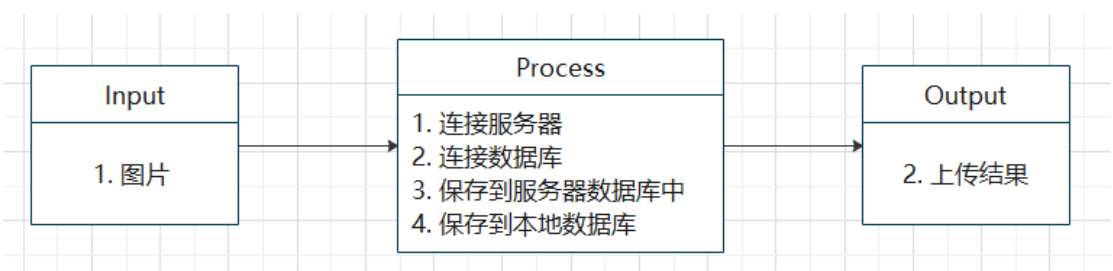 Input
1. 图片
Process
1. 连接服务器
2. 连接数据库
3. 保存到服务器数据库中
4. 保存到本地数据库
Output
2. 上传结果